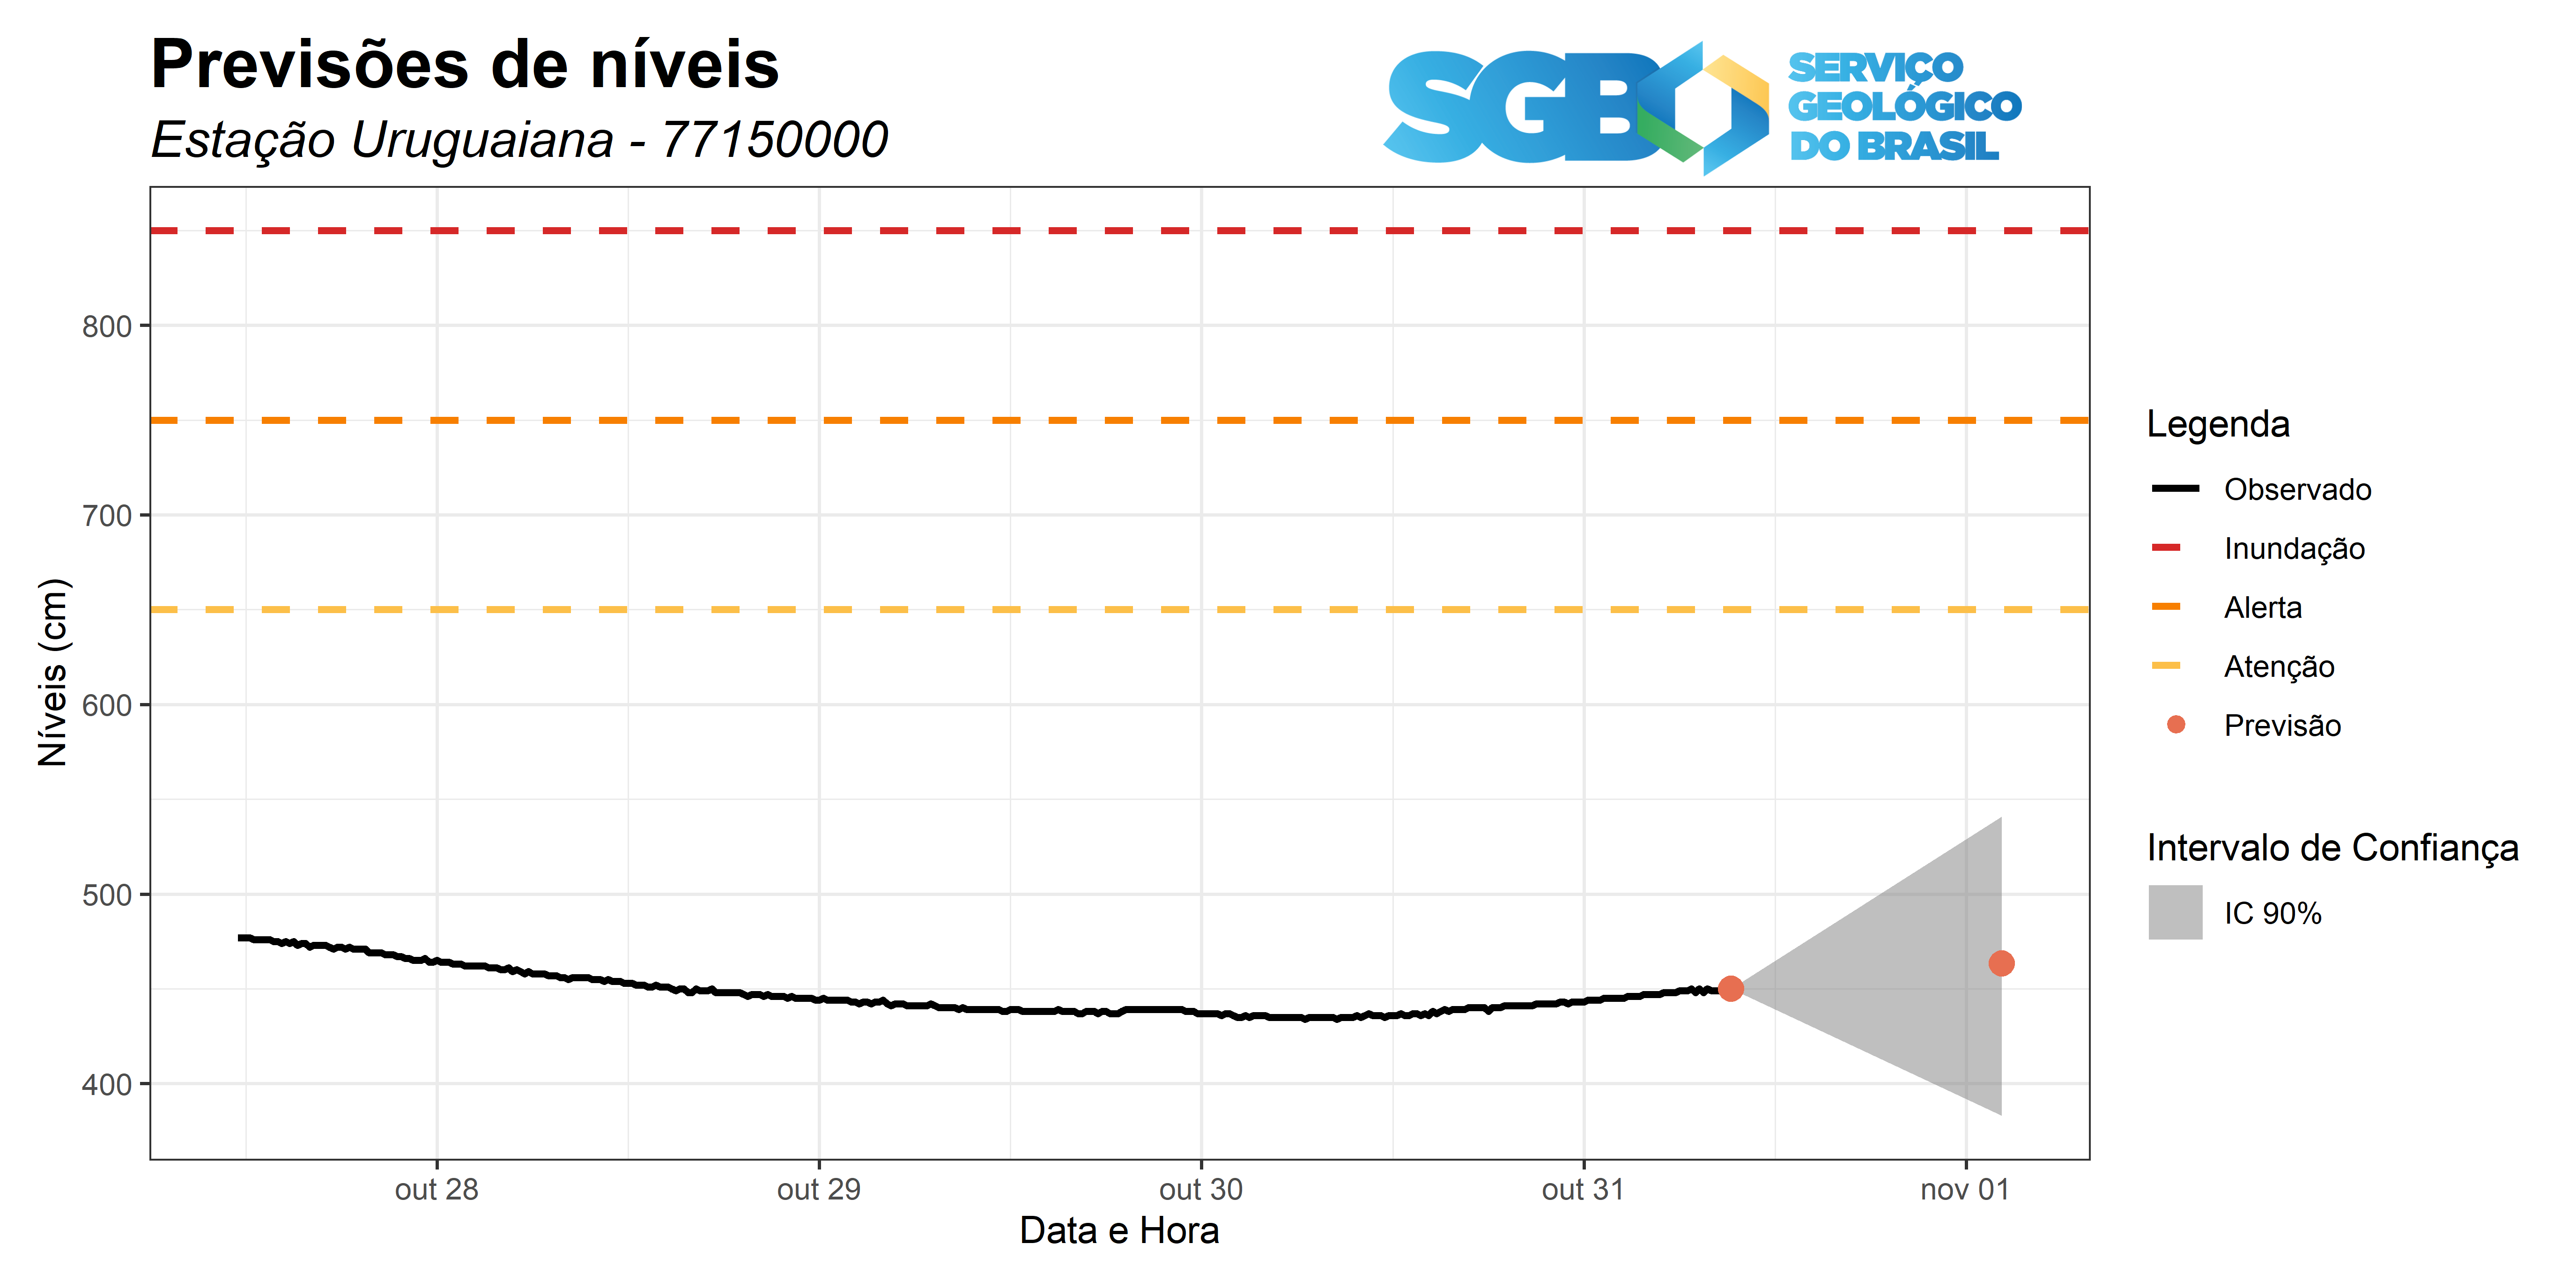 Previsões de níveis
Estação Uruguaiana - 77150000
SGB
SERVIÇO
GEOLÓGICO
DO BRASIL
800
700
600
500
400
Níveis (cm)
out 28
out 29
out 30
out 31
nov 01
Data e Hora
Legenda
Observado
Inundação
Alerta
Atenção
Previsão
Intervalo de Confiança
IC 90%